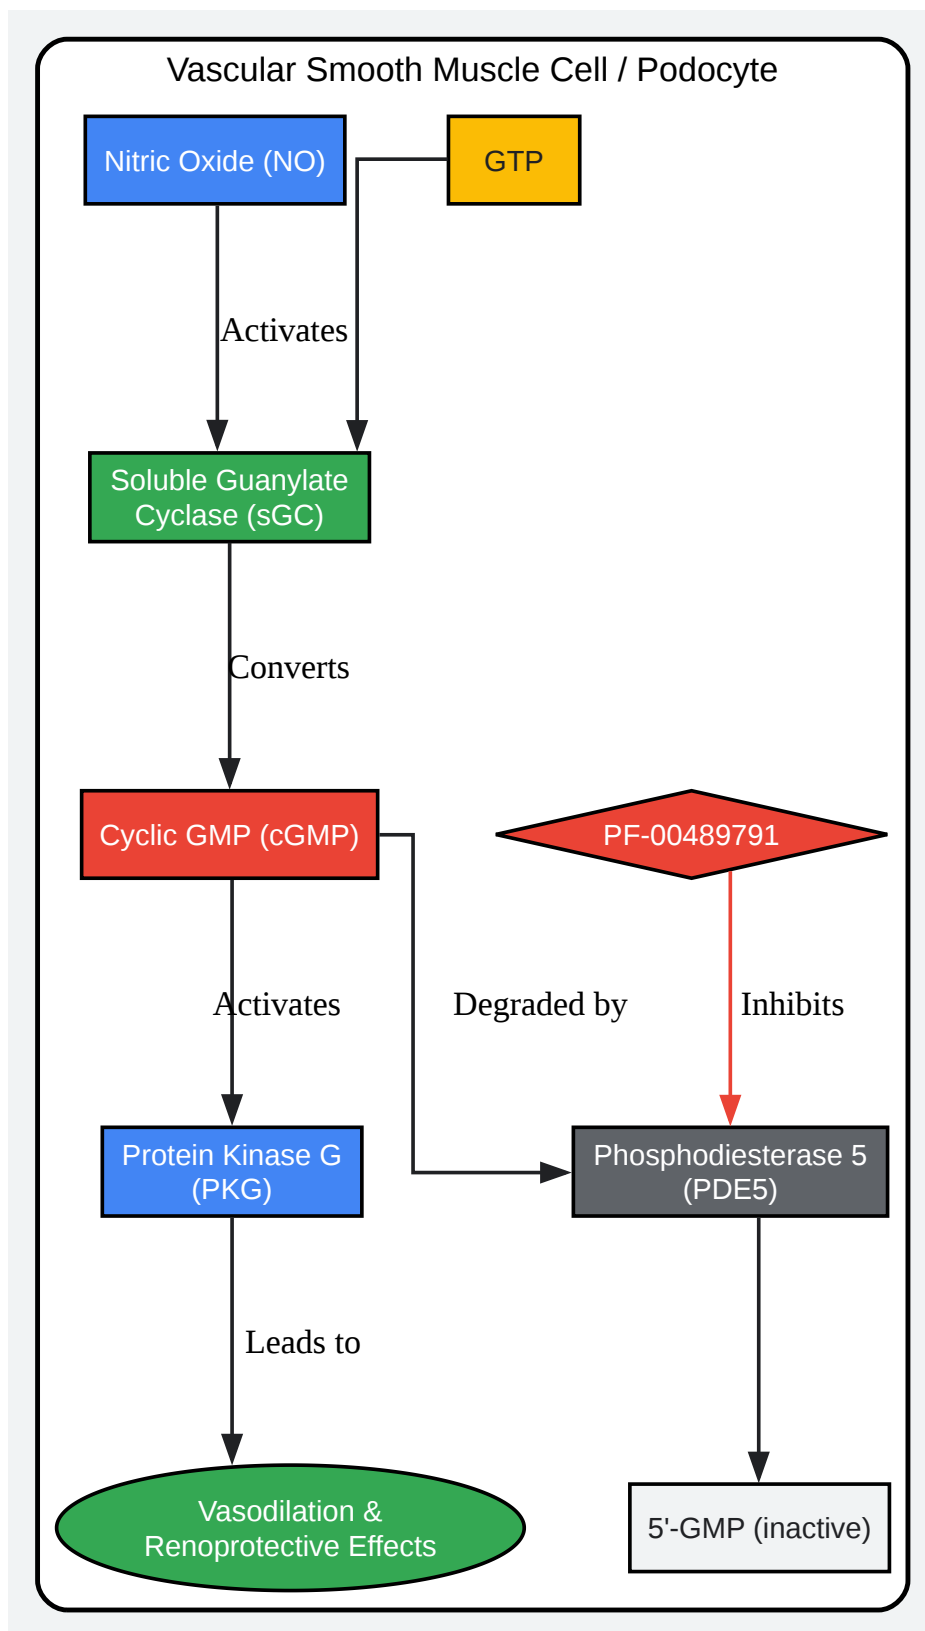 Vascular Smooth Muscle Cell / Podocyte
Nitric Oxide (NO)
GTP
Activates
Soluble Guanylate
Cyclase (sGC)
Converts
Cyclic GMP (cGMP)
PF-00489791
Activates
Degraded by
Inhibits
Protein Kinase G
(PKG)
Phosphodiesterase 5
(PDE5)
Leads to
Vasodilation &
Renoprotective Effects
5'-GMP (inactive)